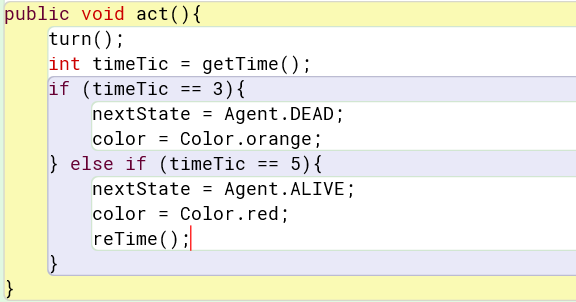 public void act(){
turn();
int timeTic = getTime();
if (timeTic == 3){
nextState = Agent.DEAD;
color = Color.orange;
} else if (timeTic == 5){
nextState = Agent.ALIVE;
color = Color.red;
reTime();
}
}